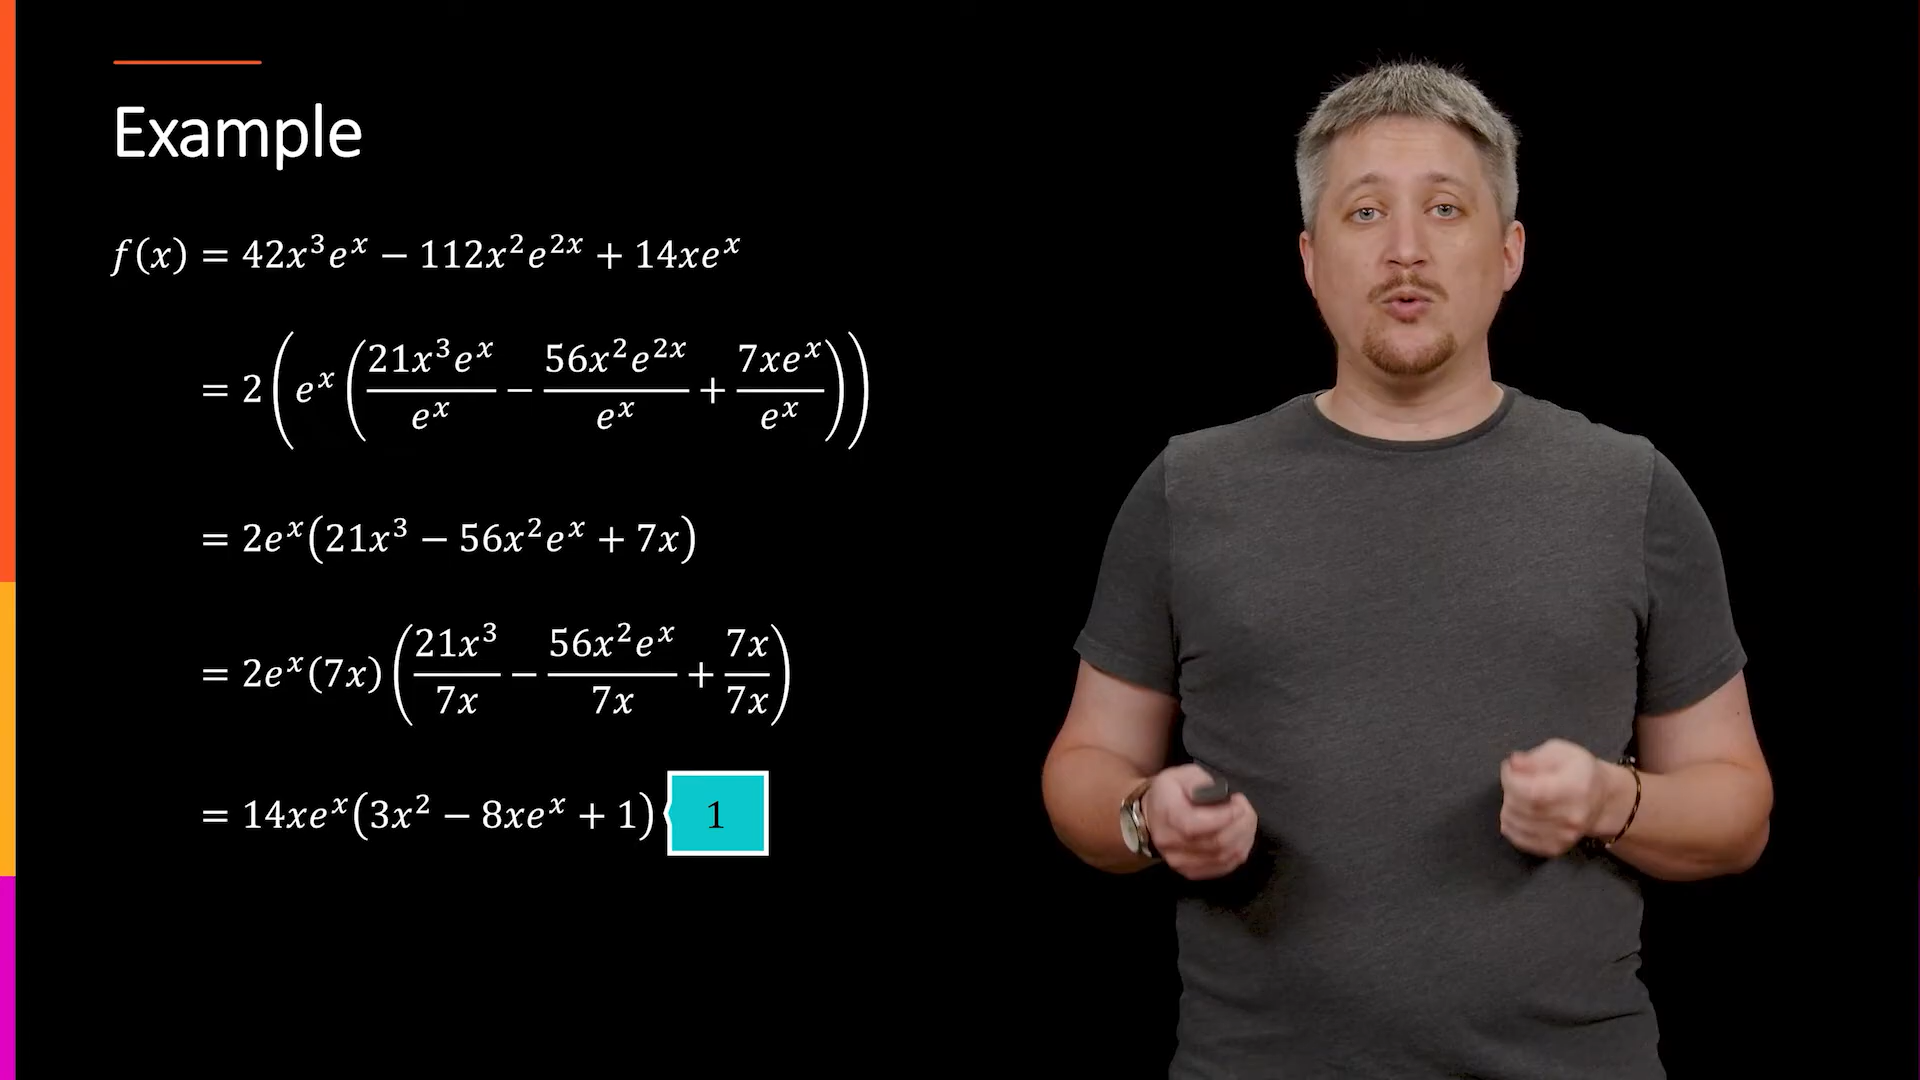 Example
f(x) = 42x³eˣ − 112x²e²ˣ + 14xeˣ
= 2(eˣ(21x³eˣ/eˣ − 56x²e²ˣ/eˣ + 7xeˣ/eˣ))
= 2eˣ(21x³ − 56x²eˣ + 7x)
= 2eˣ(7x)(21x³/7x − 56x²eˣ/7x + 7x/7x)
= 14xeˣ(3x² − 8xeˣ + 1) 1